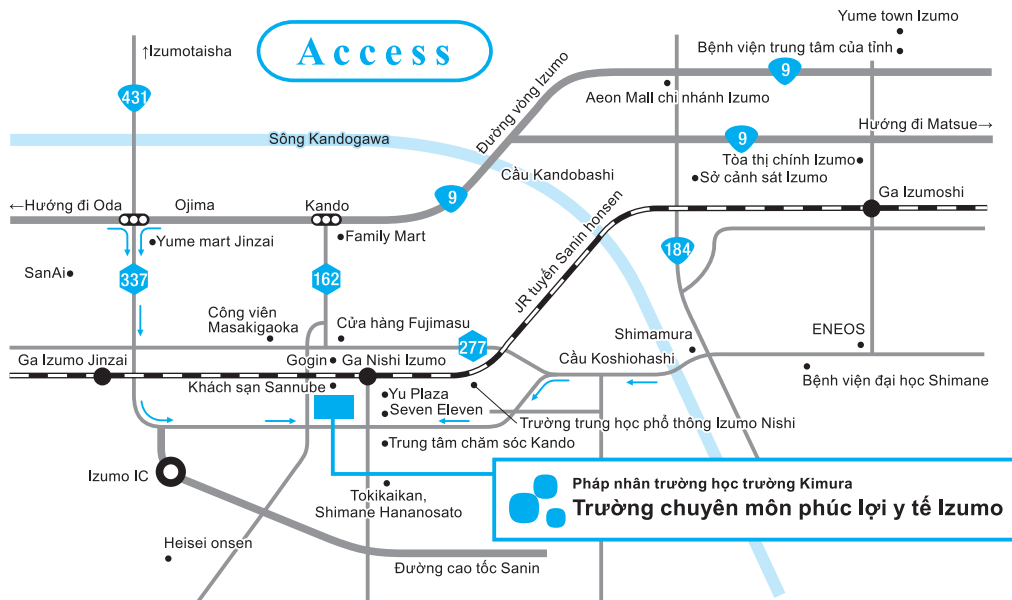 Yume town Izumo
Access
↑Izumotaisha
Bệnh viện trung tâm của tỉnh
9
Aeon Mall chi nhánh Izumo
431
Đường vòng Izumo
Hướng đi Matsue→
9
Sông Kandogawa
Tòa thị chính Izumo
Cầu Kandobashi
Sở cảnh sát Izumo
9
Ga Izumoshi
←Hướng đi Oda
Ojima
Kando
Family Mart
Yume mart Jinzai
JR tuyến Sanin honsen
184
SanAi
337
162
Công viên
Masakigaoka
Cửa hàng Fujimasu
Shimamura
ENEOS
277
Ga Izumo Jinzai
Gogin
Ga Nishi Izumo
Cầu Koshiohashi
Bệnh viện đại học Shimane
Khách sạn Sannube
Yu Plaza
Seven Eleven
Trường trung học phổ thông Izumo Nishi
Trung tâm chăm sóc Kando
Izumo IC
Tokikaikan,
Shimane Hananosato
Pháp nhân trường học trường Kimura
Trường chuyên môn phúc lợi y tế Izumo
Heisei onsen
Đường cao tốc Sanin